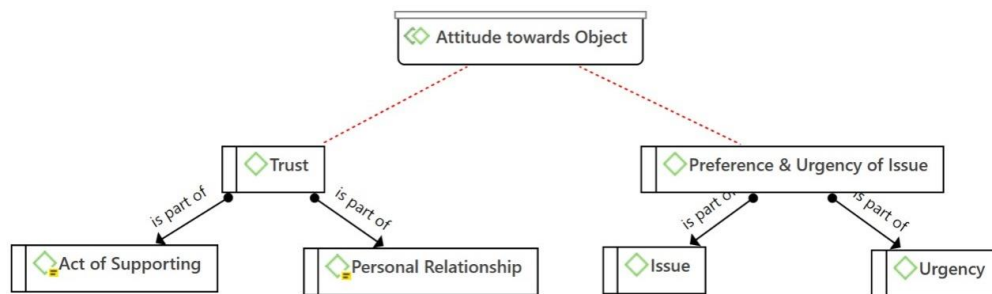 Attitude towards Object
Trust
Preference & Urgency of Issue
is part of
is part of
is part of
is part of
Act of Supporting
Personal Relationship
Issue
Urgency